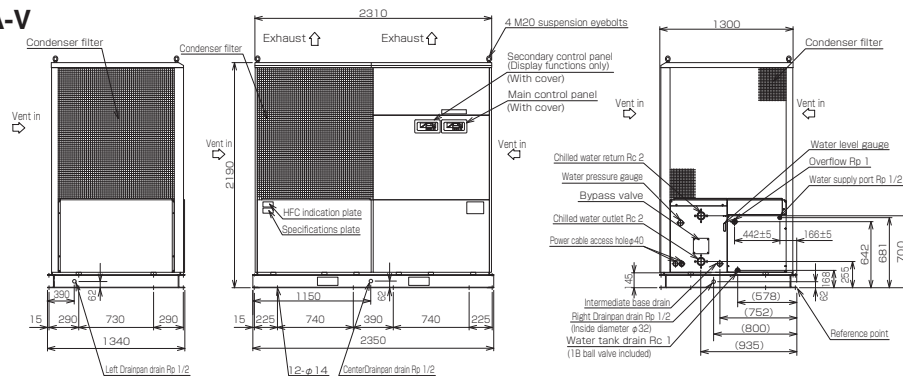 A-V
Condenser filter
Vent in
390
62
15
290
730
290
1340
Left Drainpan drain Rp 1/2
2310
4 M20 suspension eyebolts
Exhaust
Exhaust
Condenser filter
Secondary control panel
(Display functions only)
(With cover)
Main control panel
(With cover)
Vent in
Vent in
2190
HFC indication plate
Specifications plate
1150
62
15
225
740
390
740
225
2350
12-φ14
CenterDrainpan drain Rp 1/2
1300
Condenser filter
Vent in
Vent in
Water level gauge
Overflow Rp 1
Water supply port Rp 1/2
Chilled water return Rc 2
Water pressure gauge
Bypass valve
Chilled water outlet Rc 2
Power cable access holeφ40
442±5
166±5
145
168
255
642
681
700
62
Intermediate base drain
Right Drainpan drain Rp 1/2
(Inside diameter φ32)
Water tank drain Rc 1
(1B ball valve included)
(578)
(752)
(800)
(935)
Reference point